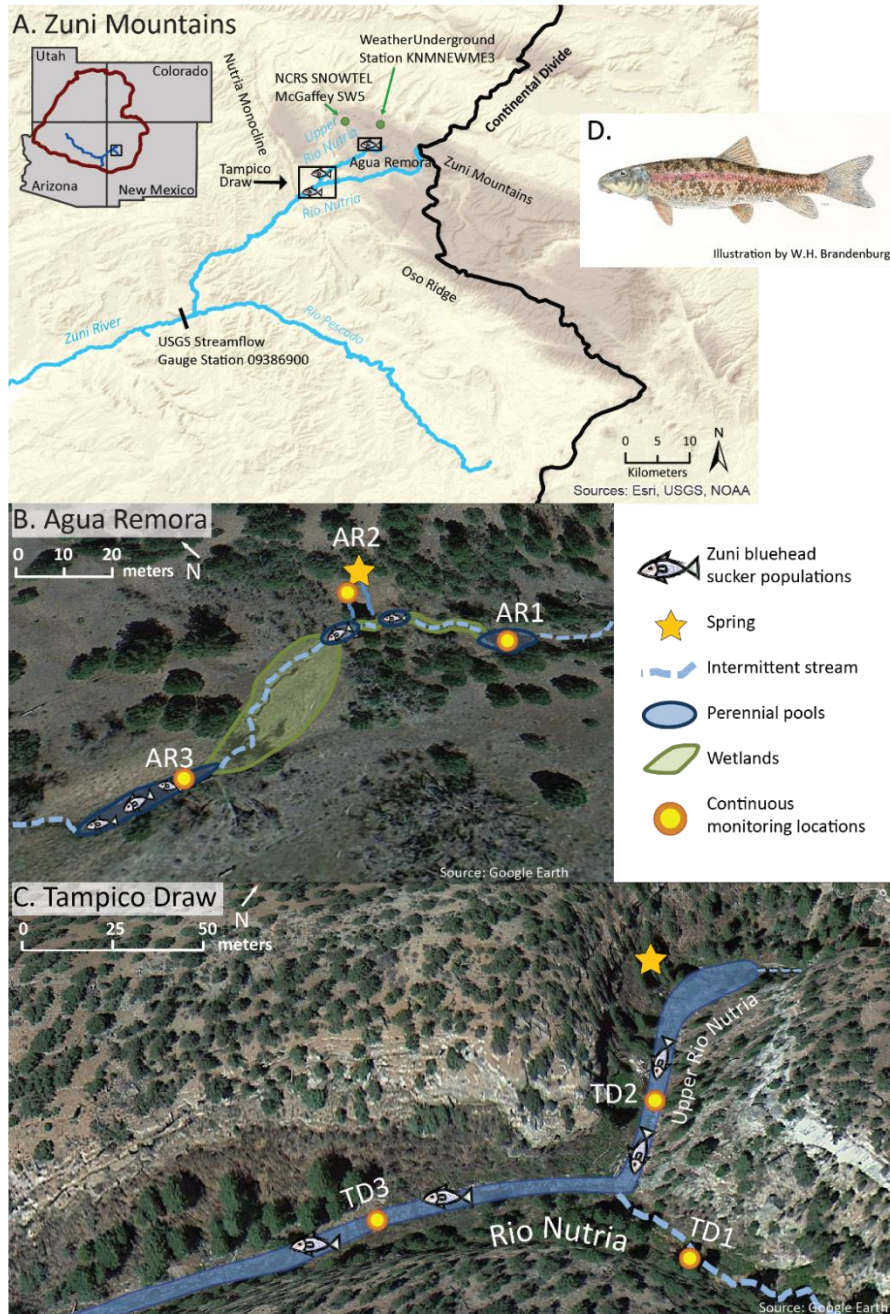 A. Zuni Mountains
Utah
Colorado
Arizona
New Mexico
WeatherUnderground
Station KNMNEWME3
NCRS SNOWTEL
McGaffey SW5
Continental Divide
Nutria Monocline
Upper
Rio Nutria
Agua Remora
Zuni Mountains
Tampico
Draw
Rio Nutria
Oso Ridge
Zuni River
Rio Pescado
USGS Streamflow
Gauge Station 09386900
0 5 10
Kilometers
N
Sources: Esri, USGS, NOAA
D.
Illustration by W.H. Brandenburg
B. Agua Remora
0 10 20
meters
N
AR2
AR1
AR3
Source: Google Earth
Zuni bluehead
sucker populations
Spring
Intermittent stream
Perennial pools
Wetlands
Continuous
monitoring locations
C. Tampico Draw
0 25 50
meters
N
Upper Rio Nutria
TD2
TD3
Rio Nutria
TD1
Source: Google Earth